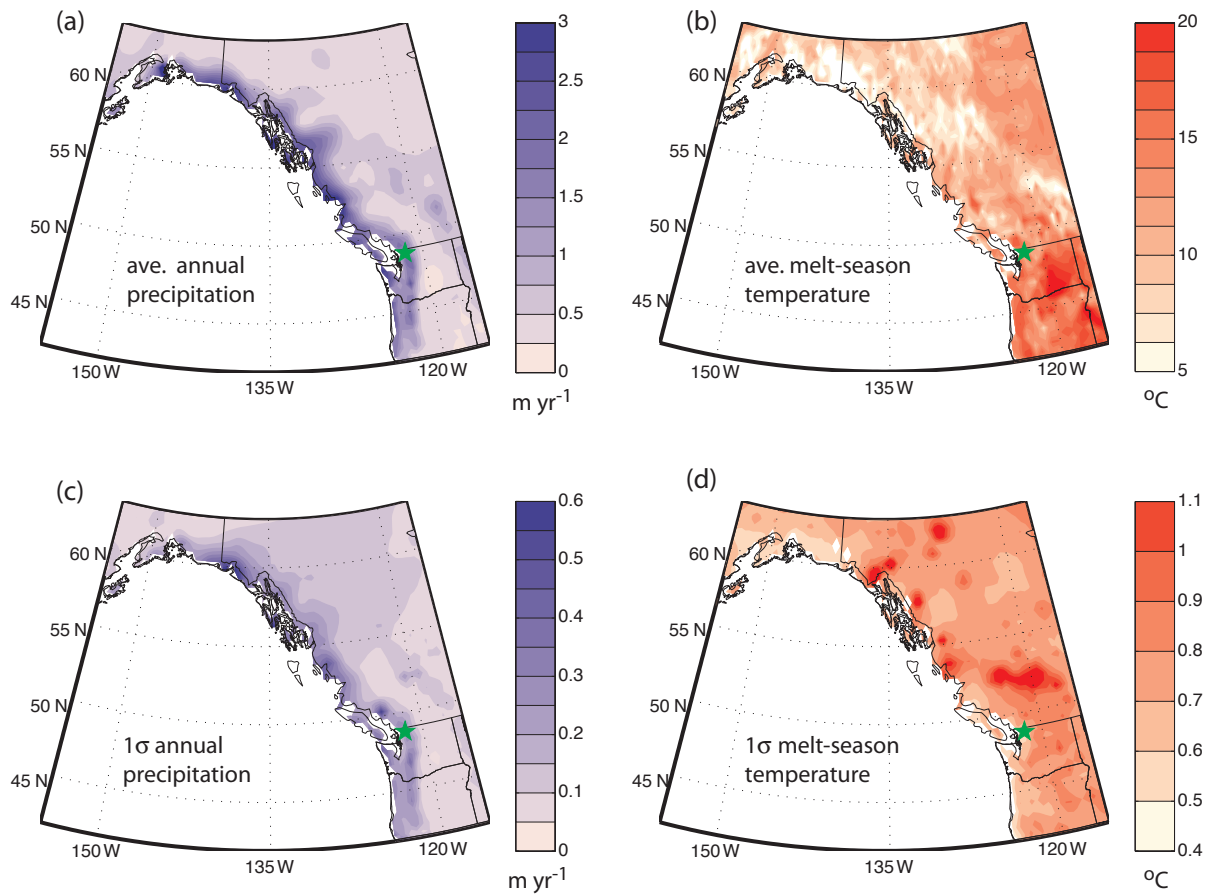 (a)
60 N
55 N
50 N
45 N
150 W
135 W
120 W
ave. annual
precipitation
3
2.5
2
1.5
1
0.5
0
m yr-1
(b)
60 N
55 N
50 N
45 N
150 W
135 W
120 W
ave. melt-season
temperature
20
15
10
5
oC
(c)
60 N
55 N
50 N
45 N
150 W
135 W
120 W
1σ annual
precipitation
0.6
0.5
0.4
0.3
0.2
0.1
0
m yr-1
(d)
60 N
55 N
50 N
45 N
150 W
135 W
120 W
1σ melt-season
temperature
1.1
1
0.9
0.8
0.7
0.6
0.5
0.4
oC